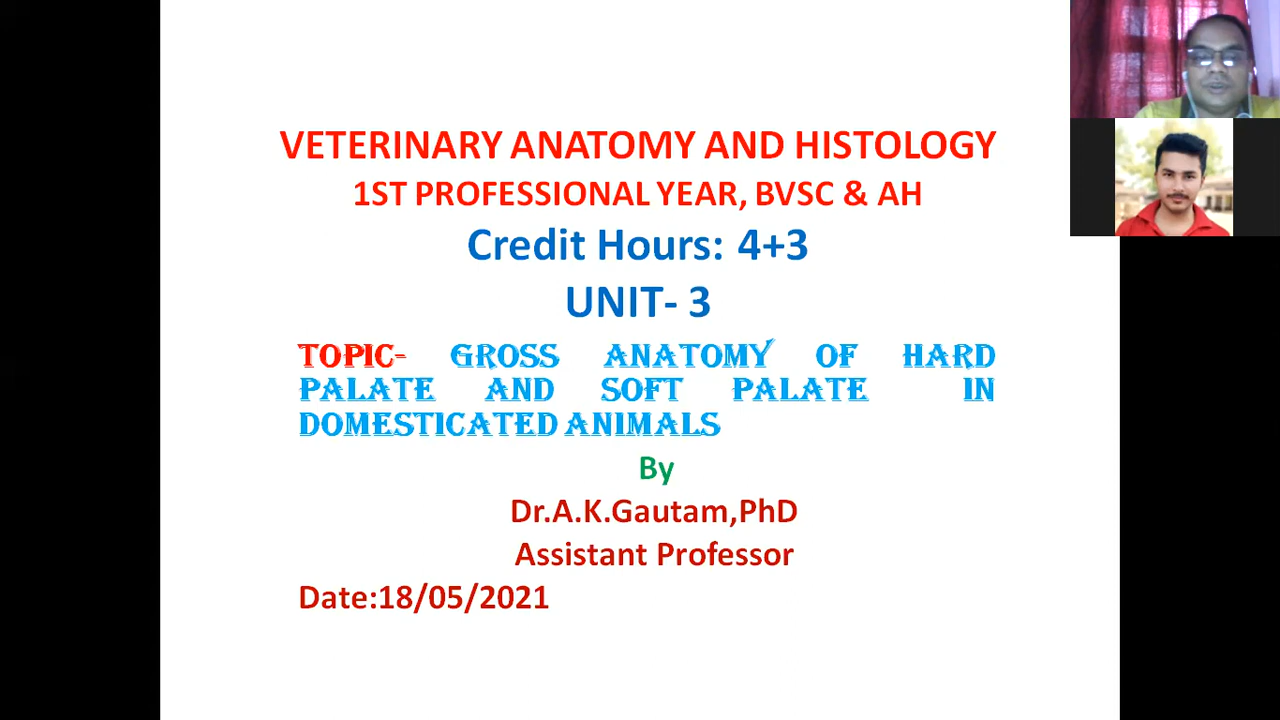 VETERINARY ANATOMY AND HISTOLOGY
1ST PROFESSIONAL YEAR, BVSC & AH
Credit Hours: 4+3
UNIT- 3
TOPIC- GROSS ANATOMY OF HARD
PALATE AND SOFT PALATE IN
DOMESTICATED ANIMALS
By
Dr.A.K.Gautam,PhD
Assistant Professor
Date:18/05/2021